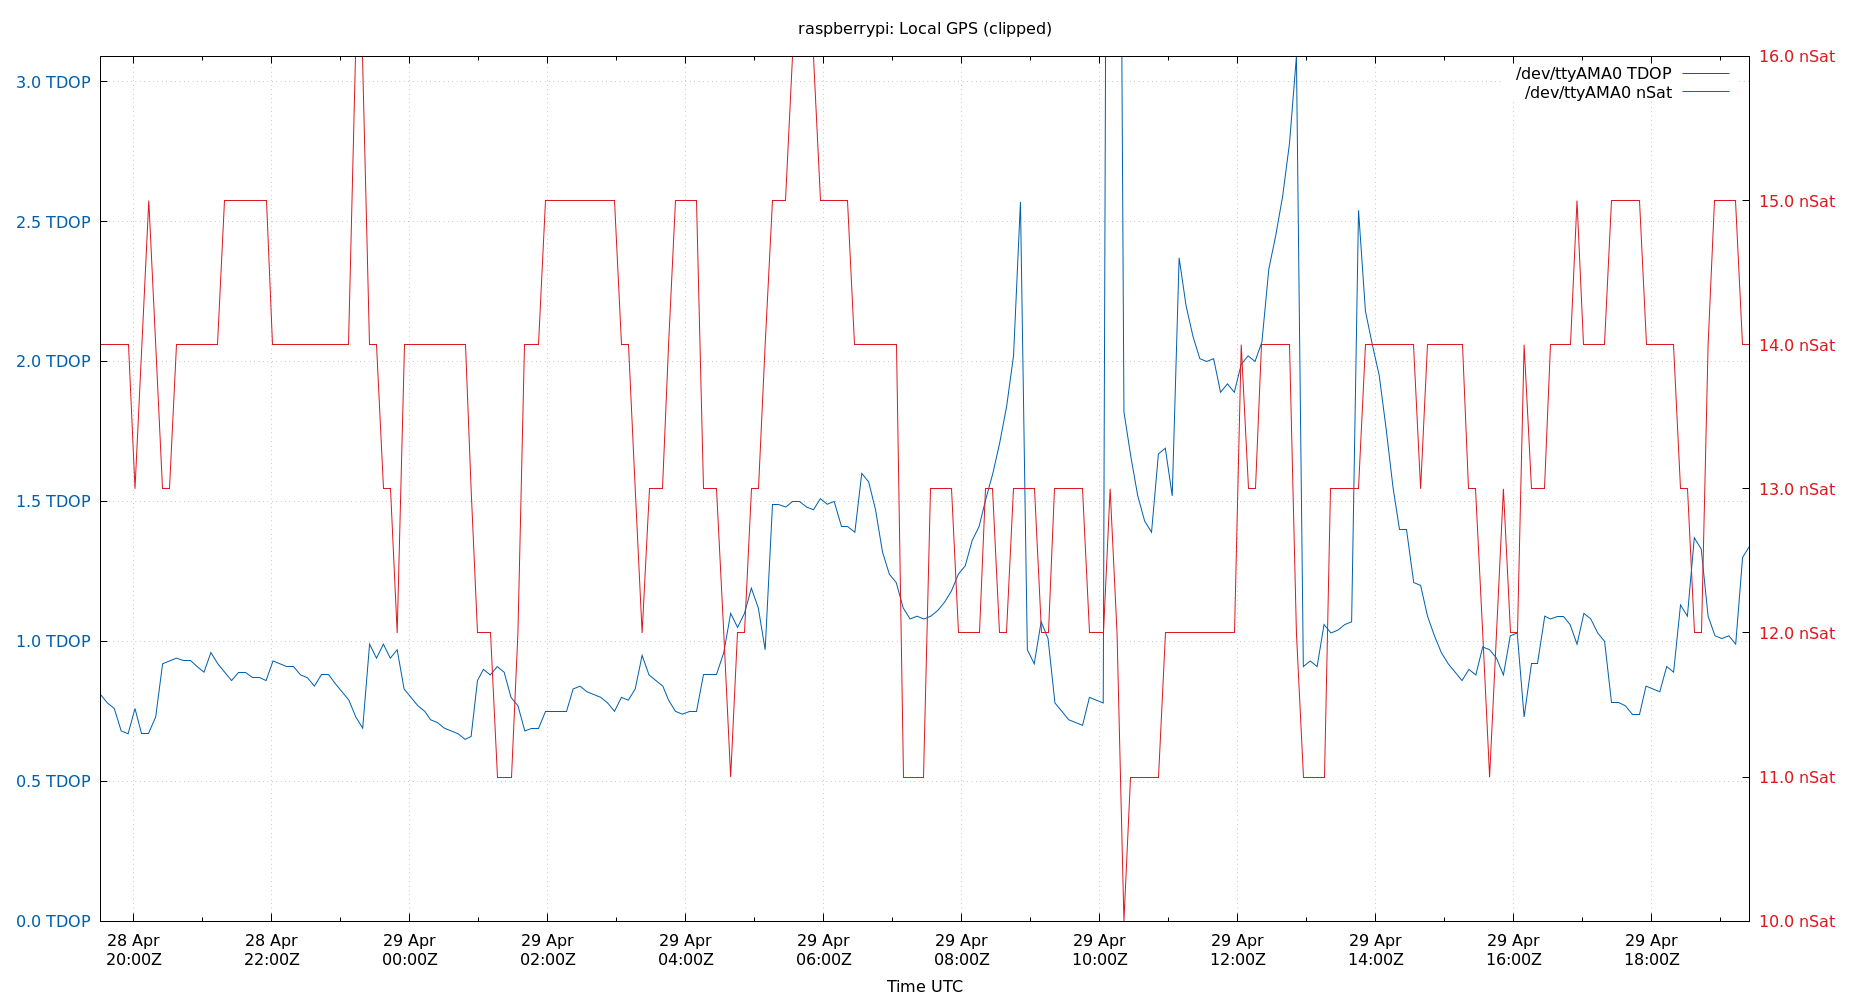 raspberrypi: Local GPS (clipped)
/dev/ttyAMA0 TDOP
/dev/ttyAMA0 nSat
3.0 TDOP
2.5 TDOP
2.0 TDOP
1.5 TDOP
1.0 TDOP
0.5 TDOP
0.0 TDOP
16.0 nSat
15.0 nSat
14.0 nSat
13.0 nSat
12.0 nSat
11.0 nSat
10.0 nSat
28 Apr
20:00Z
28 Apr
22:00Z
29 Apr
00:00Z
29 Apr
02:00Z
29 Apr
04:00Z
29 Apr
06:00Z
29 Apr
08:00Z
29 Apr
10:00Z
29 Apr
12:00Z
29 Apr
14:00Z
29 Apr
16:00Z
29 Apr
18:00Z
Time UTC